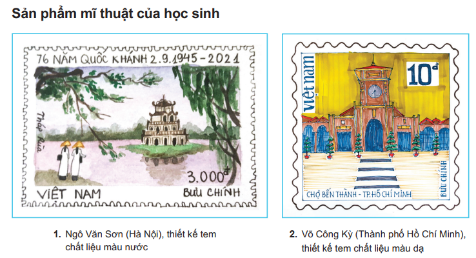 Sản phẩm mĩ thuật của học sinh
76 NĂM QUỐC KHÁNH 2.9.1945-2021
Tháp Rùa
3.000đ
VIỆT NAM
BƯU CHÍNH
việt nam
10đ
BƯU CHÍNH
CHỢ BẾN THÀNH - TP. HỒ CHÍ MINH
1. Ngô Văn Sơn (Hà Nội), thiết kế tem
chất liệu màu nước
2. Võ Công Kỳ (Thành phố Hồ Chí Minh),
thiết kế tem chất liệu màu dạ